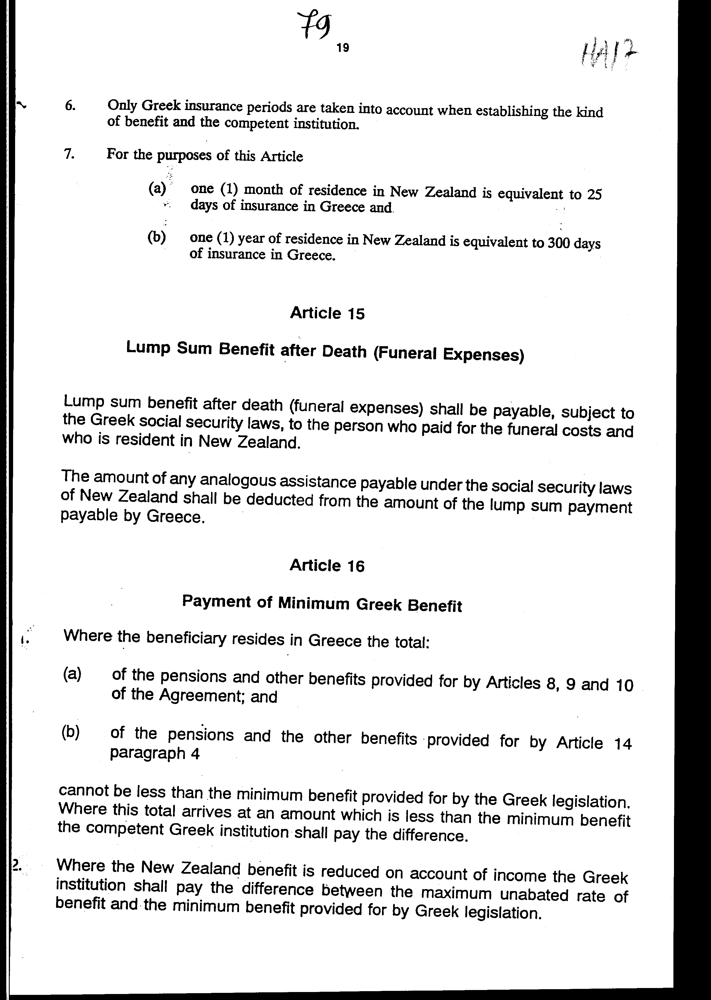 79
19
HA17
6. Only Greek insurance periods are taken into account when establishing the kind
of benefit and the competent institution.
7. For the purposes of this Article
(a) one (1) month of residence in New Zealand is equivalent to 25
days of insurance in Greece and
(b) one (1) year of residence in New Zealand is equivalent to 300 days
of insurance in Greece.
Article 15
Lump Sum Benefit after Death (Funeral Expenses)
Lump sum benefit after death (funeral expenses) shall be payable, subject to
the Greek social security laws, to the person who paid for the funeral costs and
who is resident in New Zealand.
The amount of any analogous assistance payable under the social security laws
of New Zealand shall be deducted from the amount of the lump sum payment
payable by Greece.
Article 16
Payment of Minimum Greek Benefit
1. Where the beneficiary resides in Greece the total:
(a) of the pensions and other benefits provided for by Articles 8, 9 and 10
of the Agreement; and
(b) of the pensions and the other benefits provided for by Article 14
paragraph 4
cannot be less than the minimum benefit provided for by the Greek legislation.
Where this total arrives at an amount which is less than the minimum benefit
the competent Greek institution shall pay the difference.
2. Where the New Zealand benefit is reduced on account of income the Greek
institution shall pay the difference between the maximum unabated rate of
benefit and the minimum benefit provided for by Greek legislation.